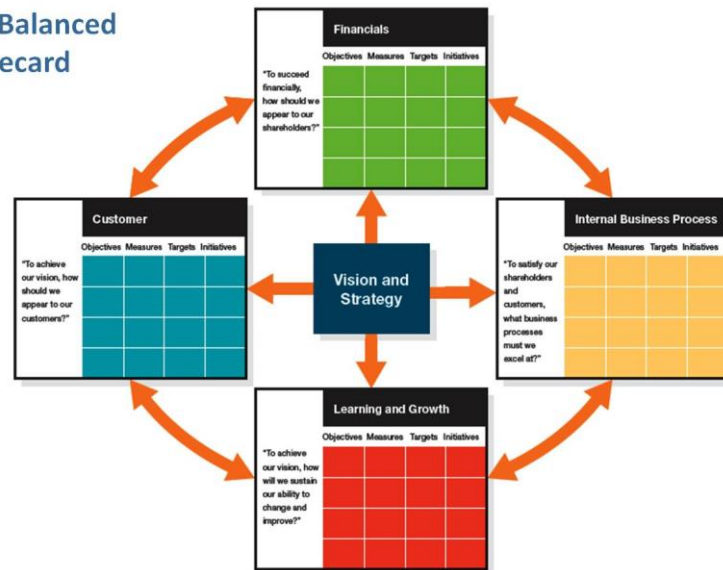 Balanced
ecard
Financials
Objectives Measures Targets Initiatives
"To succeed
financially,
how should we
appear to our
shareholders?"
Customer
Objectives Measures Targets Initiatives
"To achieve
our vision, how
should we
appear to our
customers?"
Vision and
Strategy
Internal Business Process
Objectives Measures Targets Initiatives
"To satisfy our
shareholders
and
customers,
what business
processes
must we
excel at?"
Learning and Growth
Objectives Measures Targets Initiatives
"To achieve
our vision, how
will we sustain
our ability to
change and
improve?"